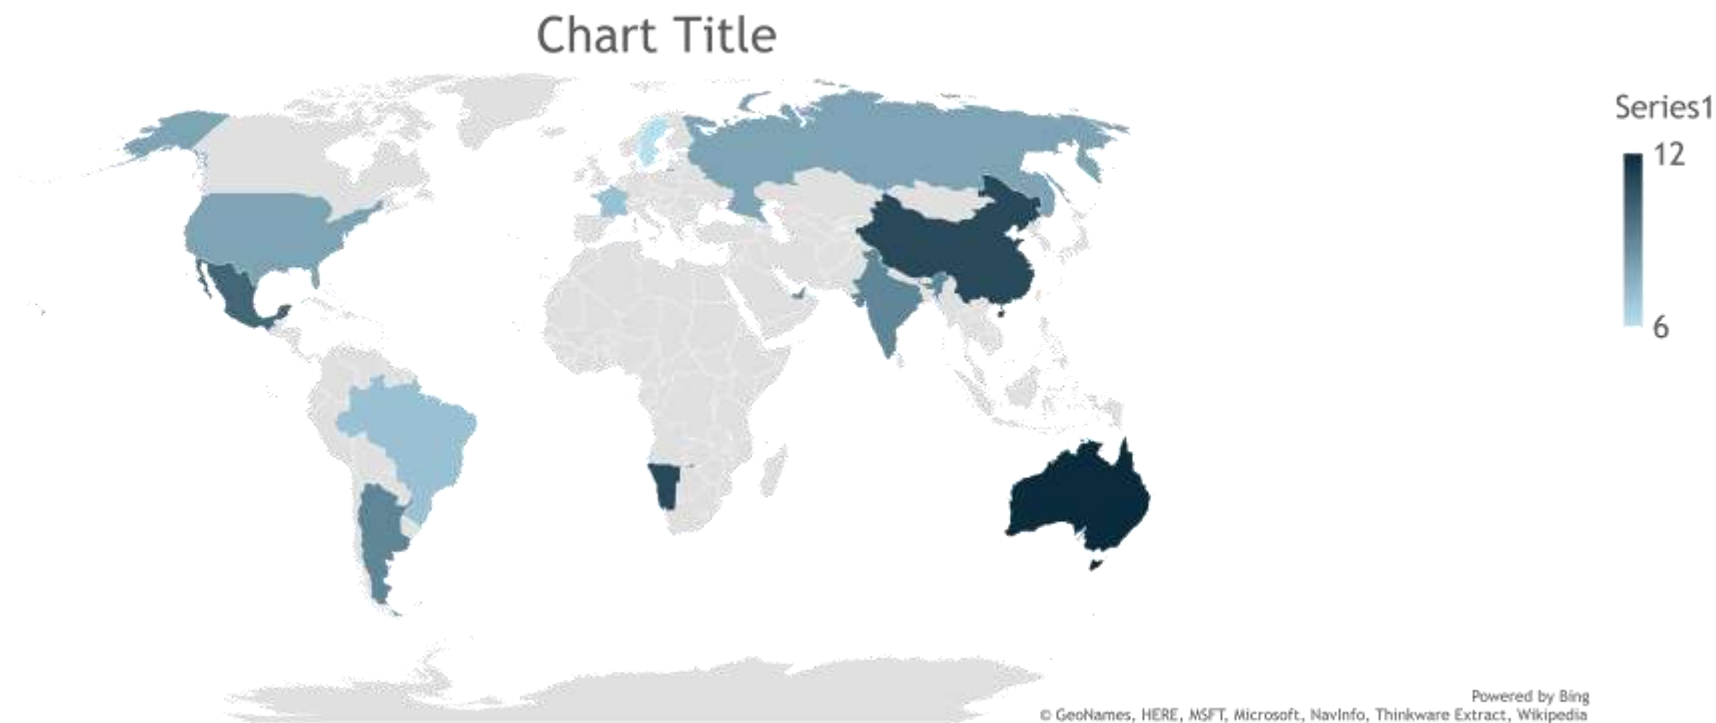 Chart Title
Series1
12
6
Powered by Bing
© GeoNames, HERE, MSFT, Microsoft, NavInfo, Thinkware Extract, Wikipedia